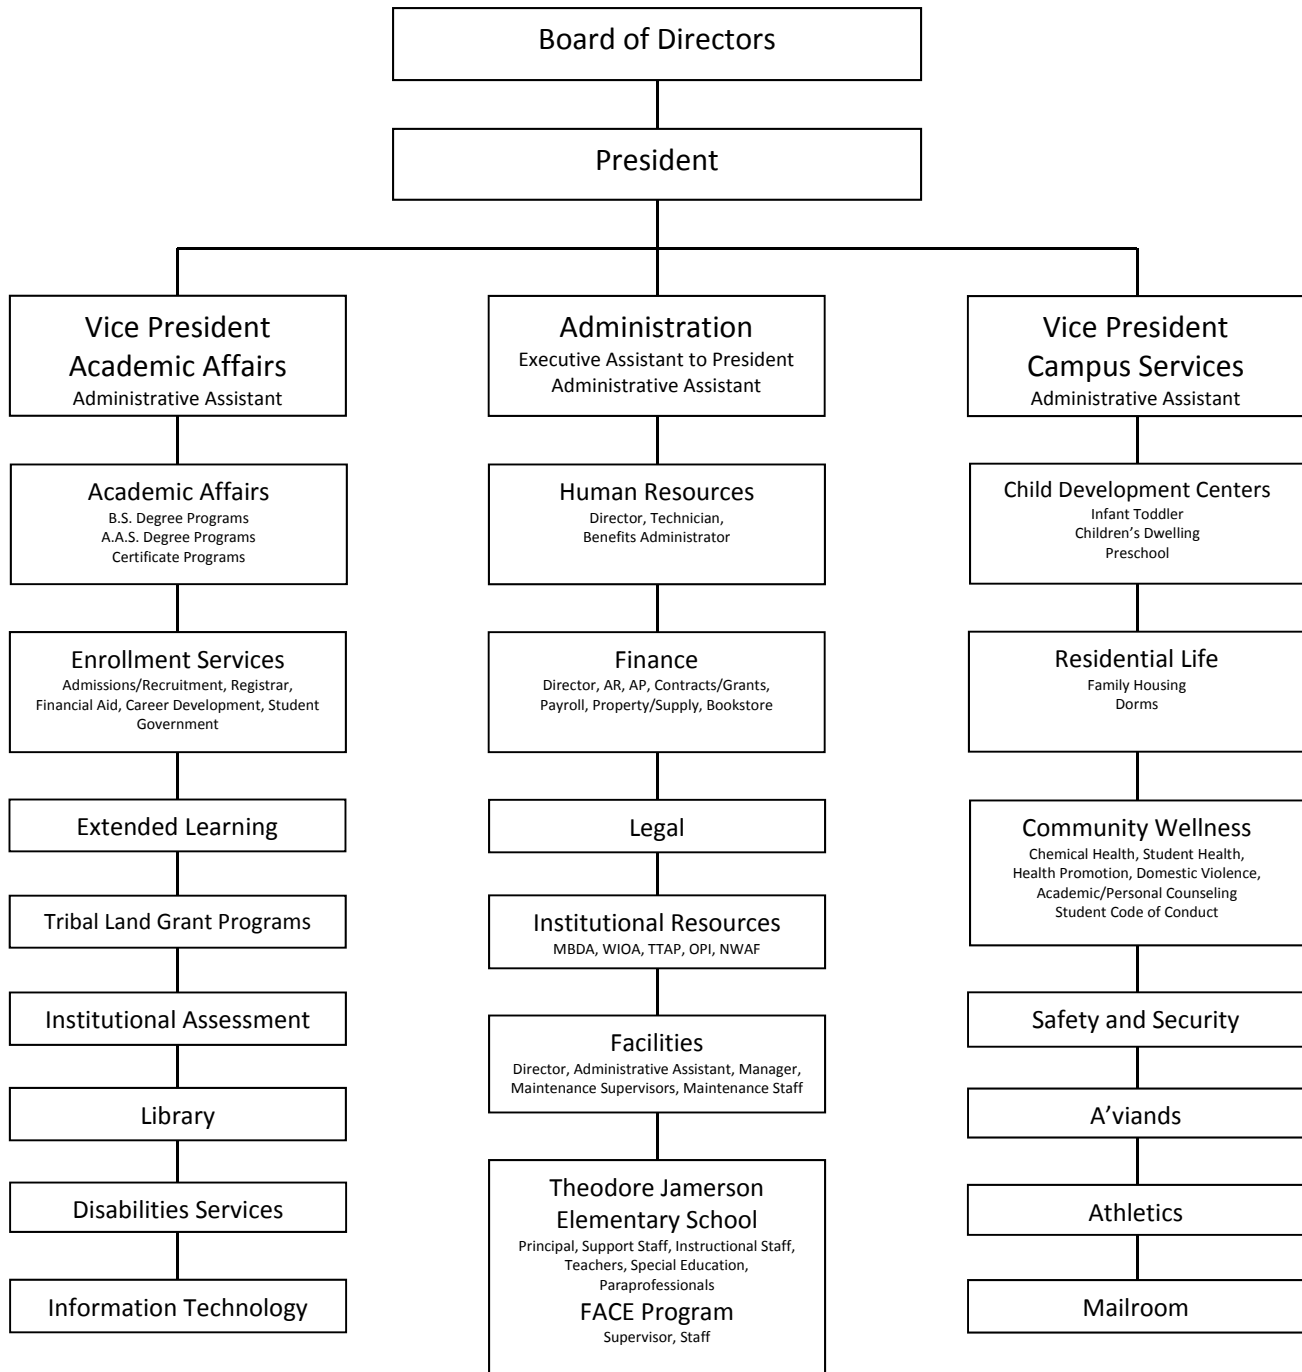 Board of Directors
President
Vice President
Academic Affairs
Administrative Assistant
Academic Affairs
B.S. Degree Programs
A.A.S. Degree Programs
Certificate Programs
Enrollment Services
Admissions/Recruitment, Registrar,
Financial Aid, Career Development, Student
Government
Extended Learning
Tribal Land Grant Programs
Institutional Assessment
Library
Disabilities Services
Information Technology
Administration
Executive Assistant to President
Administrative Assistant
Human Resources
Director, Technician,
Benefits Administrator
Finance
Director, AR, AP, Contracts/Grants,
Payroll, Property/Supply, Bookstore
Legal
Institutional Resources
MBDA, WIOA, TTAP, OPI, NWAF
Facilities
Director, Administrative Assistant, Manager,
Maintenance Supervisors, Maintenance Staff
Theodore Jamerson
Elementary School
Principal, Support Staff, Instructional Staff,
Teachers, Special Education,
Paraprofessionals
FACE Program
Supervisor, Staff
Vice President
Campus Services
Administrative Assistant
Child Development Centers
Infant Toddler
Children’s Dwelling
Preschool
Residential Life
Family Housing
Dorms
Community Wellness
Chemical Health, Student Health,
Health Promotion, Domestic Violence,
Academic/Personal Counseling
Student Code of Conduct
Safety and Security
A’viands
Athletics
Mailroom